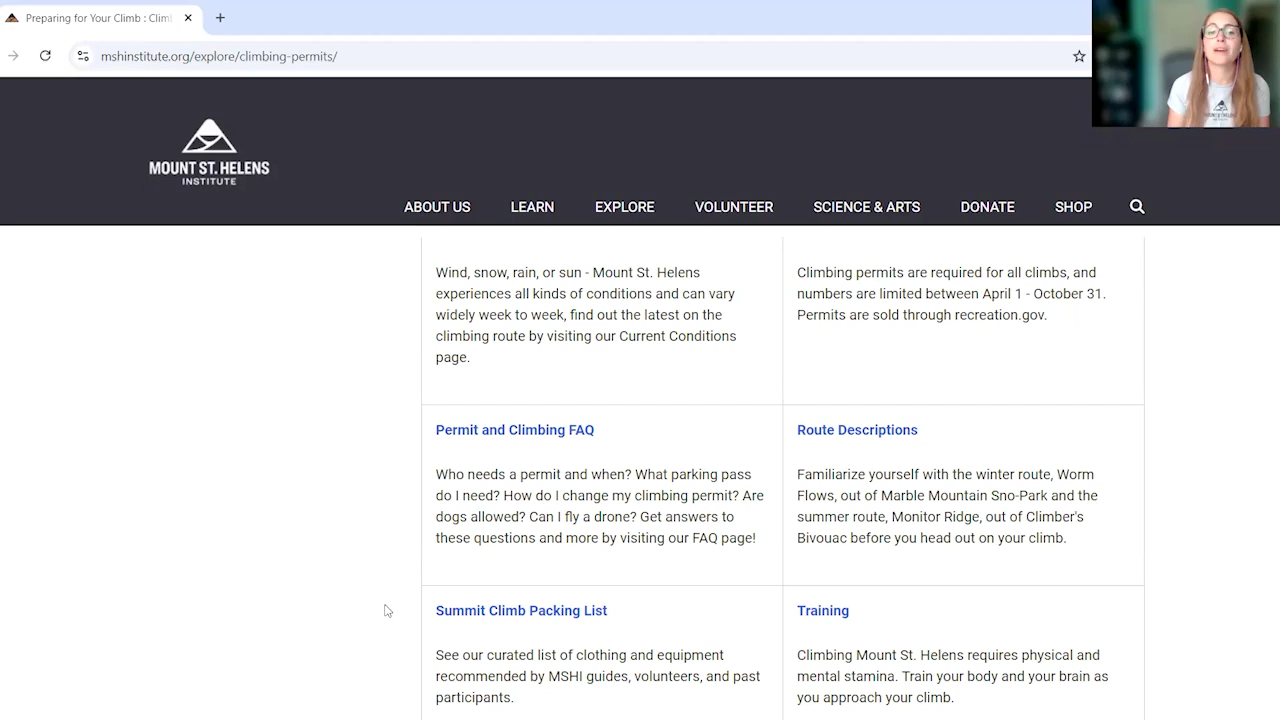 Preparing for Your Climb : Clim
mshinstitute.org/explore/climbing-permits/
MOUNT ST. HELENS
INSTITUTE
ABOUT US
LEARN
EXPLORE
VOLUNTEER
SCIENCE & ARTS
DONATE
SHOP
Wind, snow, rain, or sun - Mount St. Helens
experiences all kinds of conditions and can vary
widely week to week, find out the latest on the
climbing route by visiting our Current Conditions
page.
Climbing permits are required for all climbs, and
numbers are limited between April 1 - October 31.
Permits are sold through recreation.gov.
Permit and Climbing FAQ
Who needs a permit and when? What parking pass
do I need? How do I change my climbing permit? Are
dogs allowed? Can I fly a drone? Get answers to
these questions and more by visiting our FAQ page!
Route Descriptions
Familiarize yourself with the winter route, Worm
Flows, out of Marble Mountain Sno-Park and the
summer route, Monitor Ridge, out of Climber's
Bivouac before you head out on your climb.
Summit Climb Packing List
See our curated list of clothing and equipment
recommended by MSHI guides, volunteers, and past
participants.
Training
Climbing Mount St. Helens requires physical and
mental stamina. Train your body and your brain as
you approach your climb.